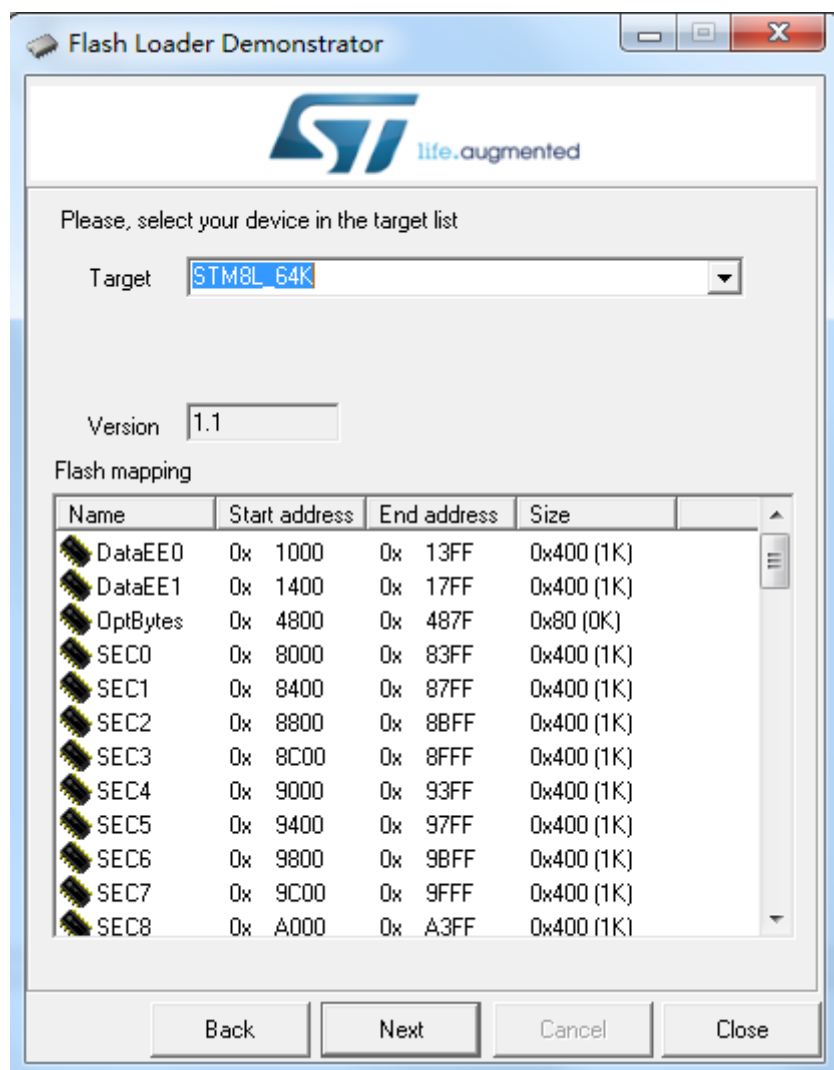 Flash Loader Demonstrator
life.augmented
Please, select your device in the target list
Target STM8L_64K
Version 1.1
Flash mapping
Name Start address End address Size
DataEE0 0x 1000 0x 13FF 0x400 (1K)
DataEE1 0x 1400 0x 17FF 0x400 (1K)
OptBytes 0x 4800 0x 487F 0x80 (0K)
SEC0 0x 8000 0x 83FF 0x400 (1K)
SEC1 0x 8400 0x 87FF 0x400 (1K)
SEC2 0x 8800 0x 8BFF 0x400 (1K)
SEC3 0x 8C00 0x 8FFF 0x400 (1K)
SEC4 0x 9000 0x 93FF 0x400 (1K)
SEC5 0x 9400 0x 97FF 0x400 (1K)
SEC6 0x 9800 0x 9BFF 0x400 (1K)
SEC7 0x 9C00 0x 9FFF 0x400 (1K)
SEC8 0x A000 0x A3FF 0x400 (1K)
Back Next Cancel Close